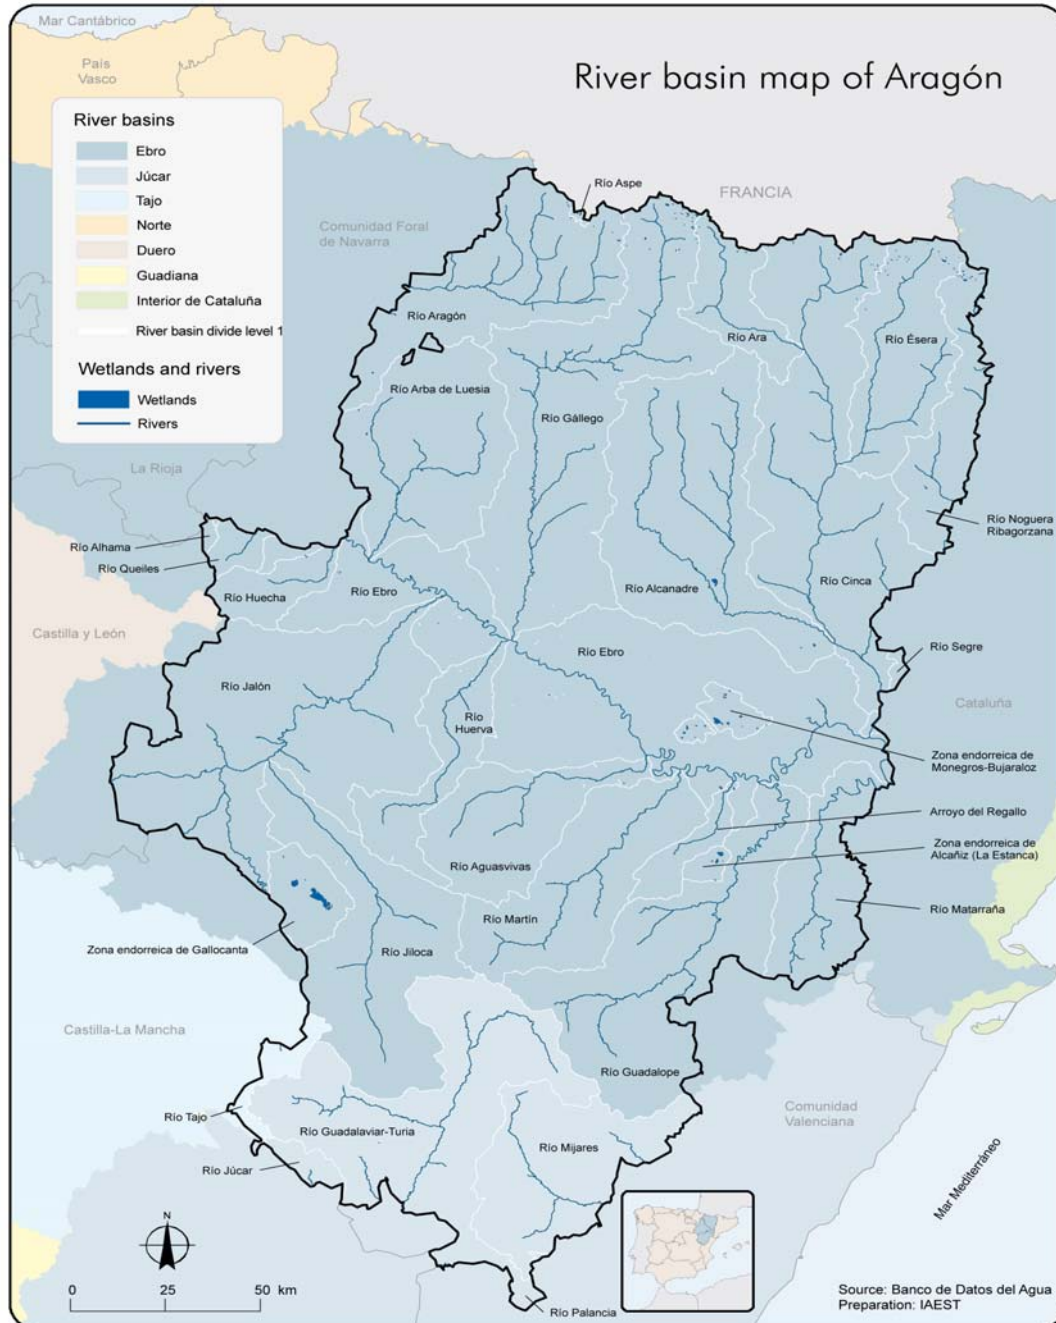 Mar Cantábrico
País
Vasco
River basin map of Aragón
River basins
Ebro
Júcar
Tajo
Norte
Duero
Guadiana
Interior de Cataluña
River basin divide level 1
Wetlands and rivers
Wetlands
Rivers
Río Aspe
FRANCIA
Comunidad Foral
de Navarra
Río Aragón
Río Ara
Río Ésera
Río Arba de Luesia
Río Gállego
La Rioja
Río Noguera
Ribagorzana
Río Alhama
Río Queiles
Río Huecha
Río Ebro
Río Alcanadre
Río Cinca
Castilla y León
Río Ebro
Río Segre
Río Jalón
Río
Huerva
Cataluña
Zona endorreica de
Monegros-Bujaraloz
Arroyo del Regallo
Zona endorreica de
Alcañiz (La Estanca)
Río Aguasvivas
Río Matarraña
Río Martín
Zona endorreica de Gallocanta
Río Jiloca
Castilla-La Mancha
Río Guadalope
Río Tajo
Comunidad
Valenciana
Río Guadalaviar-Turia
Río Mijares
Río Júcar
Mar Mediterráneo
N
0 25 50 km
Río Palancia
Source: Banco de Datos del Agua
Preparation: IAEST